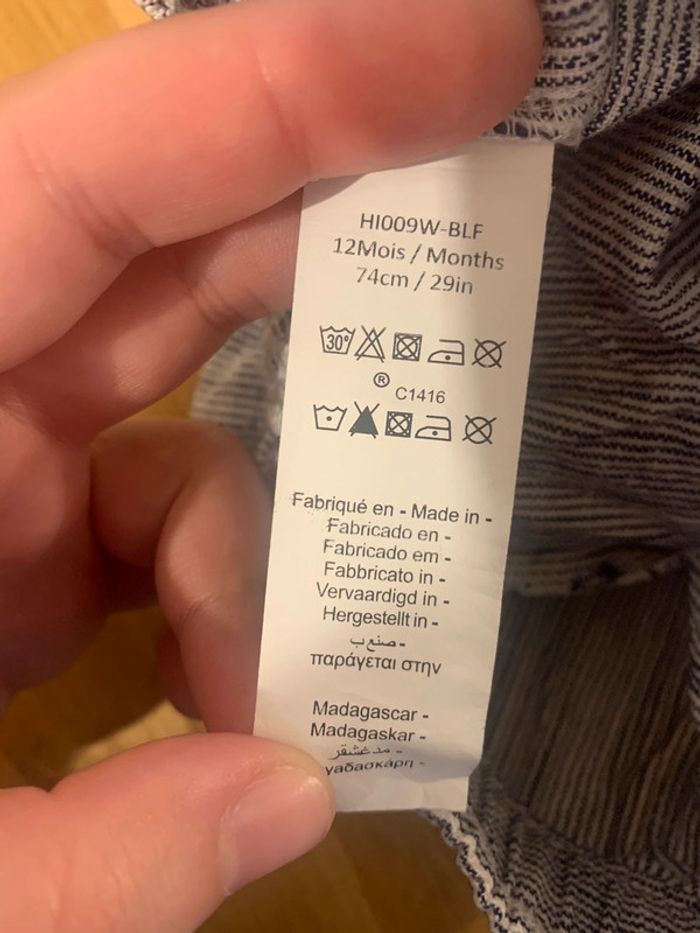 HI009W-BLF
12Mois / Months
74cm / 29in
30°
®
C1416
Fabriqué en - Made in -
Fabricado en -
Fabricado em -
Fabbricato in -
Vervaardigd in -
Hergestellt in -
صنع ب -
παράγεται στην
Madagascar -
Madagaskar -
مدغشقر -
γαδασκάρη -